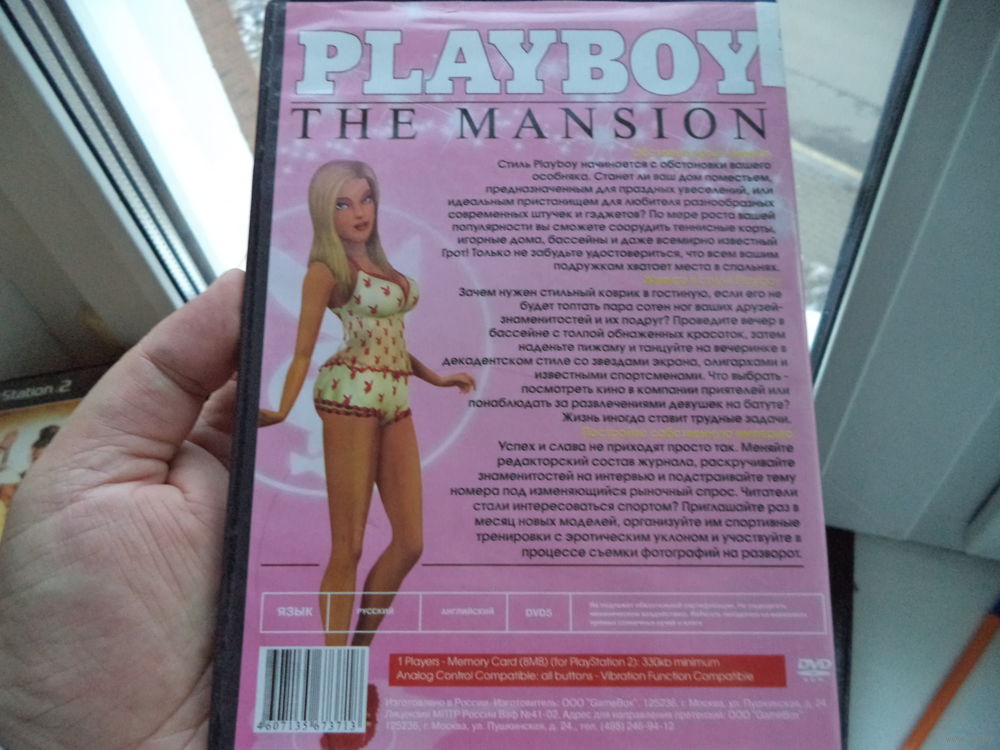 PLAYBOY
THE MANSION
Стиль Playboy начинается с обстановки вашего
особняка. Станет ли ваш дом поместьем,
предназначенным для праздных увеселений, или
идеальным пристанищем для любителя разнообразных
современных штучек и гэджетов? По мере роста вашей
популярности вы сможете соорудить теннисные корты,
игорные дома, бассейны и даже всемирно известный
Грот! Только не забудьте удостовериться, что всем вашим
подружкам хватает места в спальнях.
Зачем нужен стильный коврик в гостиную, если его не
будет топтать пара сотен ног ваших друзей-
знаменитостей и их подруг? Проведите вечер в
бассейне с толпой обнаженных красоток, затем
наденьте пижаму и танцуйте на вечеринке в
декадентском стиле со звездами экрана, олигархами и
известными спортсменами. Что выбрать -
посмотреть кино в компании приятелей или
понаблюдать за развлечениями девушек на батуте?
Жизнь иногда ставит трудные задачи.
Успех и слава не приходят просто так. Меняйте
редакторский состав журнала, раскручивайте
знаменитостей на интервью и подстраивайте тему
номера под изменяющийся рыночный спрос. Читатели
стали интересоваться спортом? Приглашайте раз в
месяц новых моделей, организуйте им спортивные
тренировки с эротическим уклоном и участвуйте в
процессе съемки фотографий на разворот.
Station 2
ЯЗЫК
РУССКИЙ
АНГЛИЙСКИЙ
DVD5
1 Players - Memory Card (8MB) (for PlayStation 2): 330kb minimum
Analog Control Compatible: all buttons - Vibration Function Compatible
DVD
4607135673713
Изготовлено в России. Изготовитель: ООО "GameBox", 125236, г. Москва, ул. Пушкинская, д. 24
Лицензия МПТР России Ваф №41-02. Адрес для направления претензий: ООО "GameBox"
125236, г. Москва, ул. Пушкинская, д. 24., тел. (495) 246-94-13